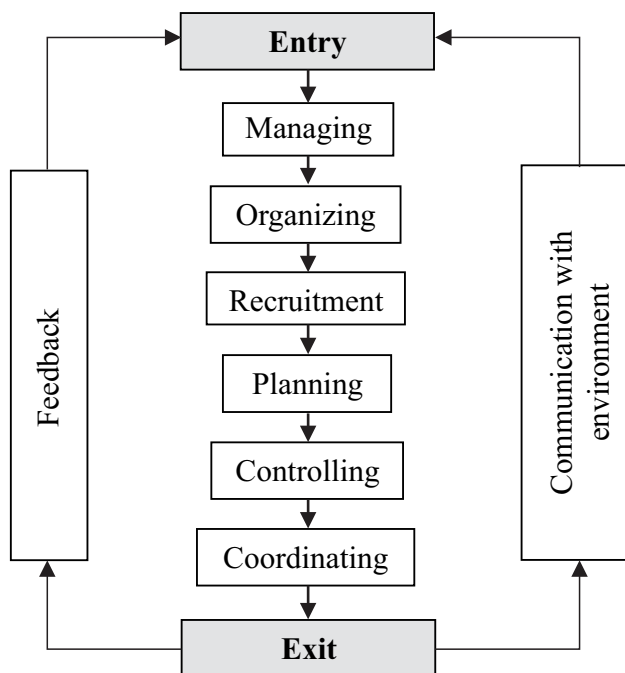 Entry
Managing
Organizing
Recruitment
Planning
Controlling
Coordinating
Exit
Feedback
Communication with
environment